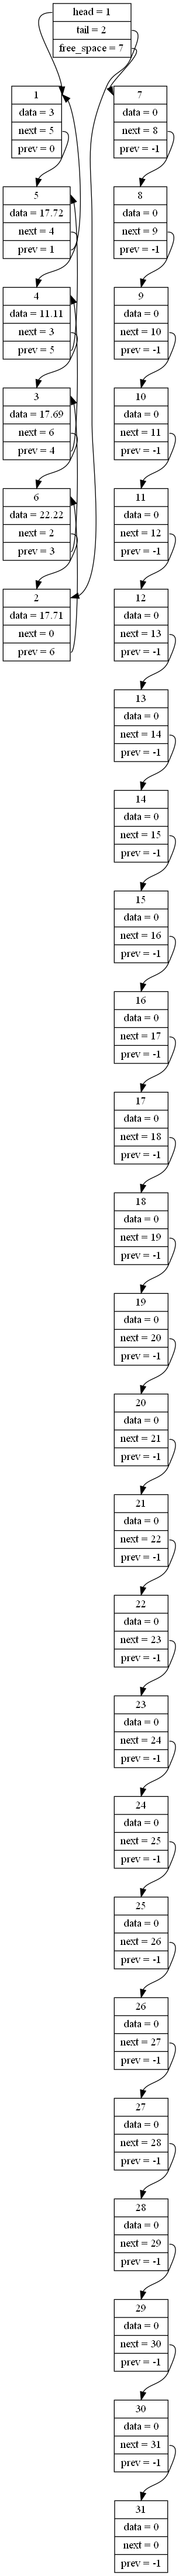 head = 1
tail = 2
free_space = 7
1
data = 3
next = 5
prev = 0
5
data = 17.72
next = 4
prev = 1
4
data = 11.11
next = 3
prev = 5
3
data = 17.69
next = 6
prev = 4
6
data = 22.22
next = 2
prev = 3
2
data = 17.71
next = 0
prev = 6
7
data = 0
next = 8
prev = -1
8
data = 0
next = 9
prev = -1
9
data = 0
next = 10
prev = -1
10
data = 0
next = 11
prev = -1
11
data = 0
next = 12
prev = -1
12
data = 0
next = 13
prev = -1
13
data = 0
next = 14
prev = -1
14
data = 0
next = 15
prev = -1
15
data = 0
next = 16
prev = -1
16
data = 0
next = 17
prev = -1
17
data = 0
next = 18
prev = -1
18
data = 0
next = 19
prev = -1
19
data = 0
next = 20
prev = -1
20
data = 0
next = 21
prev = -1
21
data = 0
next = 22
prev = -1
22
data = 0
next = 23
prev = -1
23
data = 0
next = 24
prev = -1
24
data = 0
next = 25
prev = -1
25
data = 0
next = 26
prev = -1
26
data = 0
next = 27
prev = -1
27
data = 0
next = 28
prev = -1
28
data = 0
next = 29
prev = -1
29
data = 0
next = 30
prev = -1
30
data = 0
next = 31
prev = -1
31
data = 0
next = 0
prev = -1